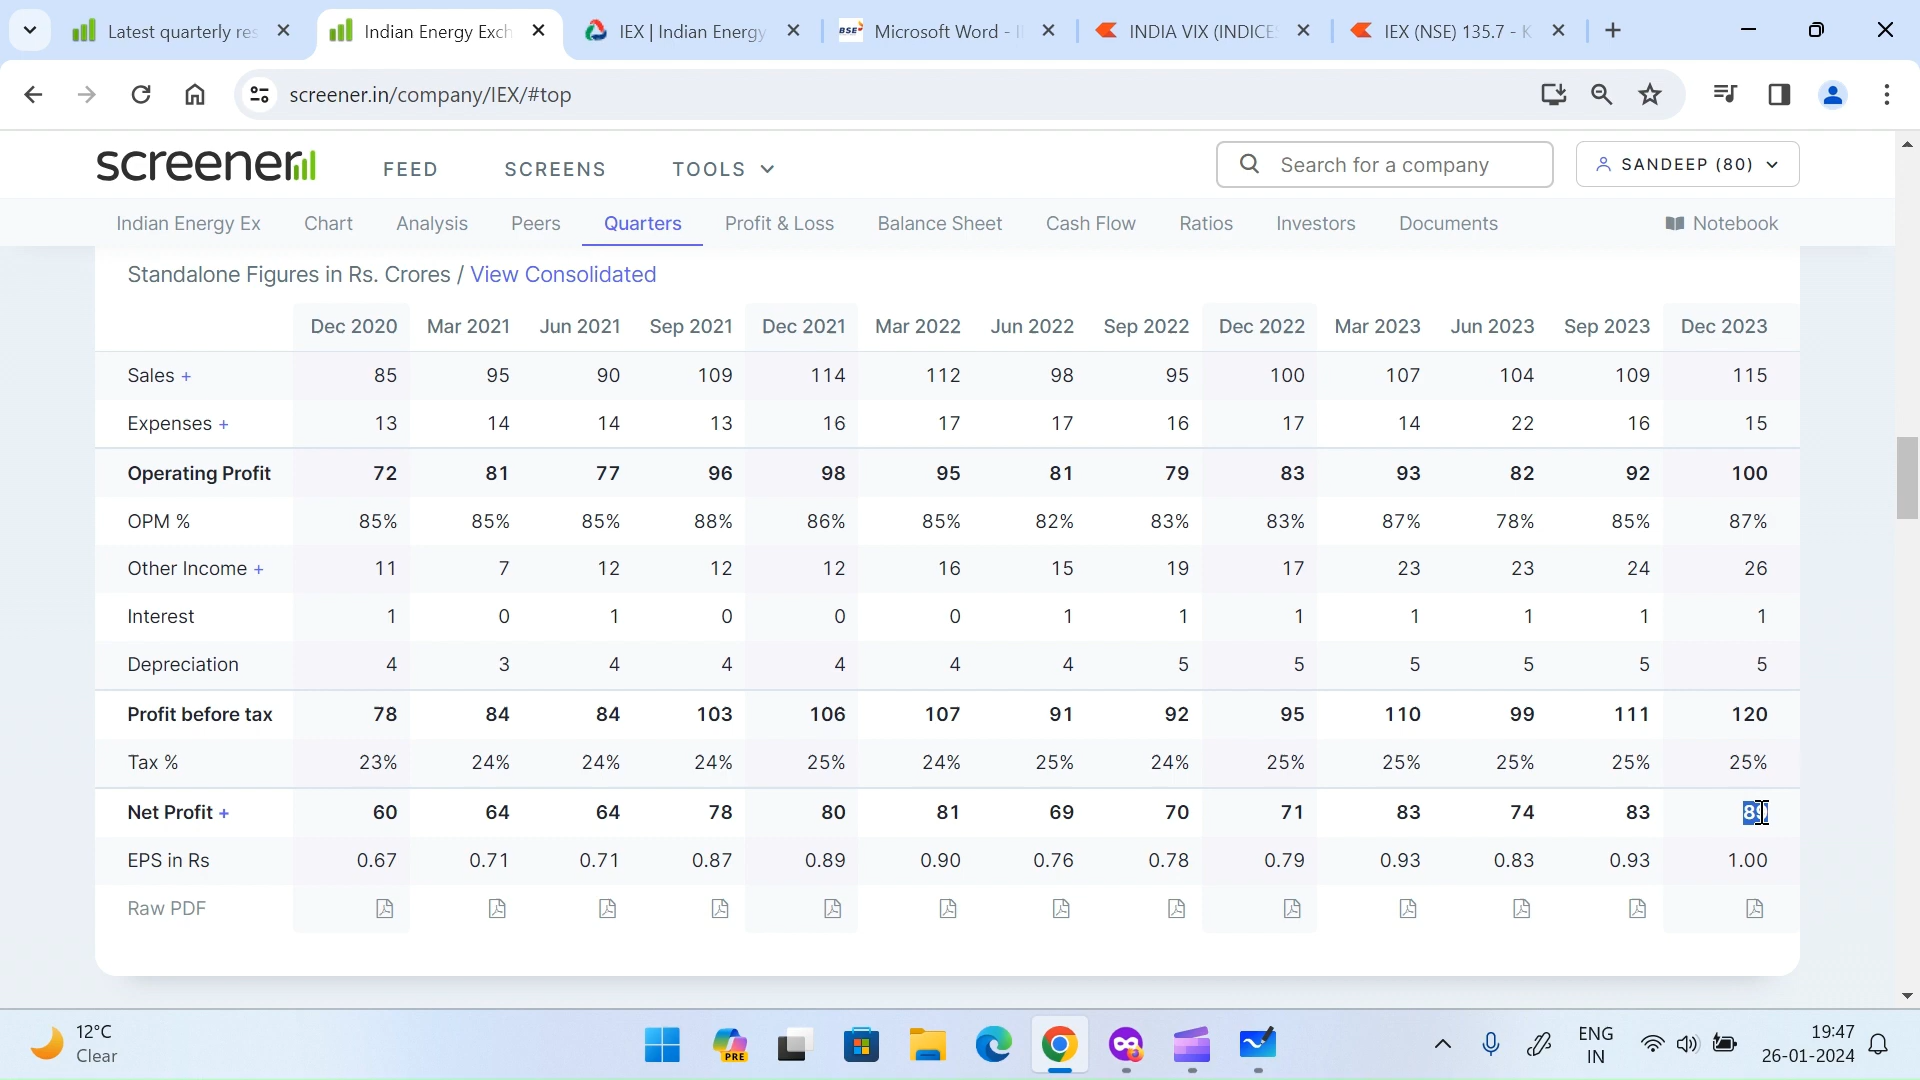 Latest quarterly res
Indian Energy Exch
IEX | Indian Energy
BSE Microsoft Word - I
INDIA VIX (INDICES
IEX (NSE) 135.7 - K
screener.in/company/IEX/#top
screener
FEED SCREENS TOOLS
Search for a company
SANDEEP (80)
Indian Energy Ex Chart Analysis Peers Quarters Profit & Loss Balance Sheet Cash Flow Ratios Investors Documents Notebook
Standalone Figures in Rs. Crores / View Consolidated
Dec 2020 Mar 2021 Jun 2021 Sep 2021 Dec 2021 Mar 2022 Jun 2022 Sep 2022 Dec 2022 Mar 2023 Jun 2023 Sep 2023 Dec 2023
Sales + 85 95 90 109 114 112 98 95 100 107 104 109 115
Expenses + 13 14 14 13 16 17 17 16 17 14 22 16 15
Operating Profit 72 81 77 96 98 95 81 79 83 93 82 92 100
OPM % 85% 85% 85% 88% 86% 85% 82% 83% 83% 87% 78% 85% 87%
Other Income + 11 7 12 12 12 16 15 19 17 23 23 24 26
Interest 1 0 1 0 0 0 1 1 1 1 1 1 1
Depreciation 4 3 4 4 4 4 4 5 5 5 5 5 5
Profit before tax 78 84 84 103 106 107 91 92 95 110 99 111 120
Tax % 23% 24% 24% 24% 25% 24% 25% 24% 25% 25% 25% 25% 25%
Net Profit + 60 64 64 78 80 81 69 70 71 83 74 83
EPS in Rs 0.67 0.71 0.71 0.87 0.89 0.90 0.76 0.78 0.79 0.93 0.83 0.93 1.00
Raw PDF
12°C
Clear
PRE
ENG
IN
19:47
26-01-2024